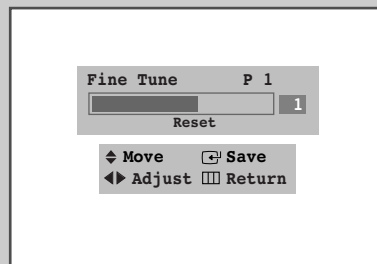 Fine Tune P 1
1
Reset
Move Save
Adjust Return